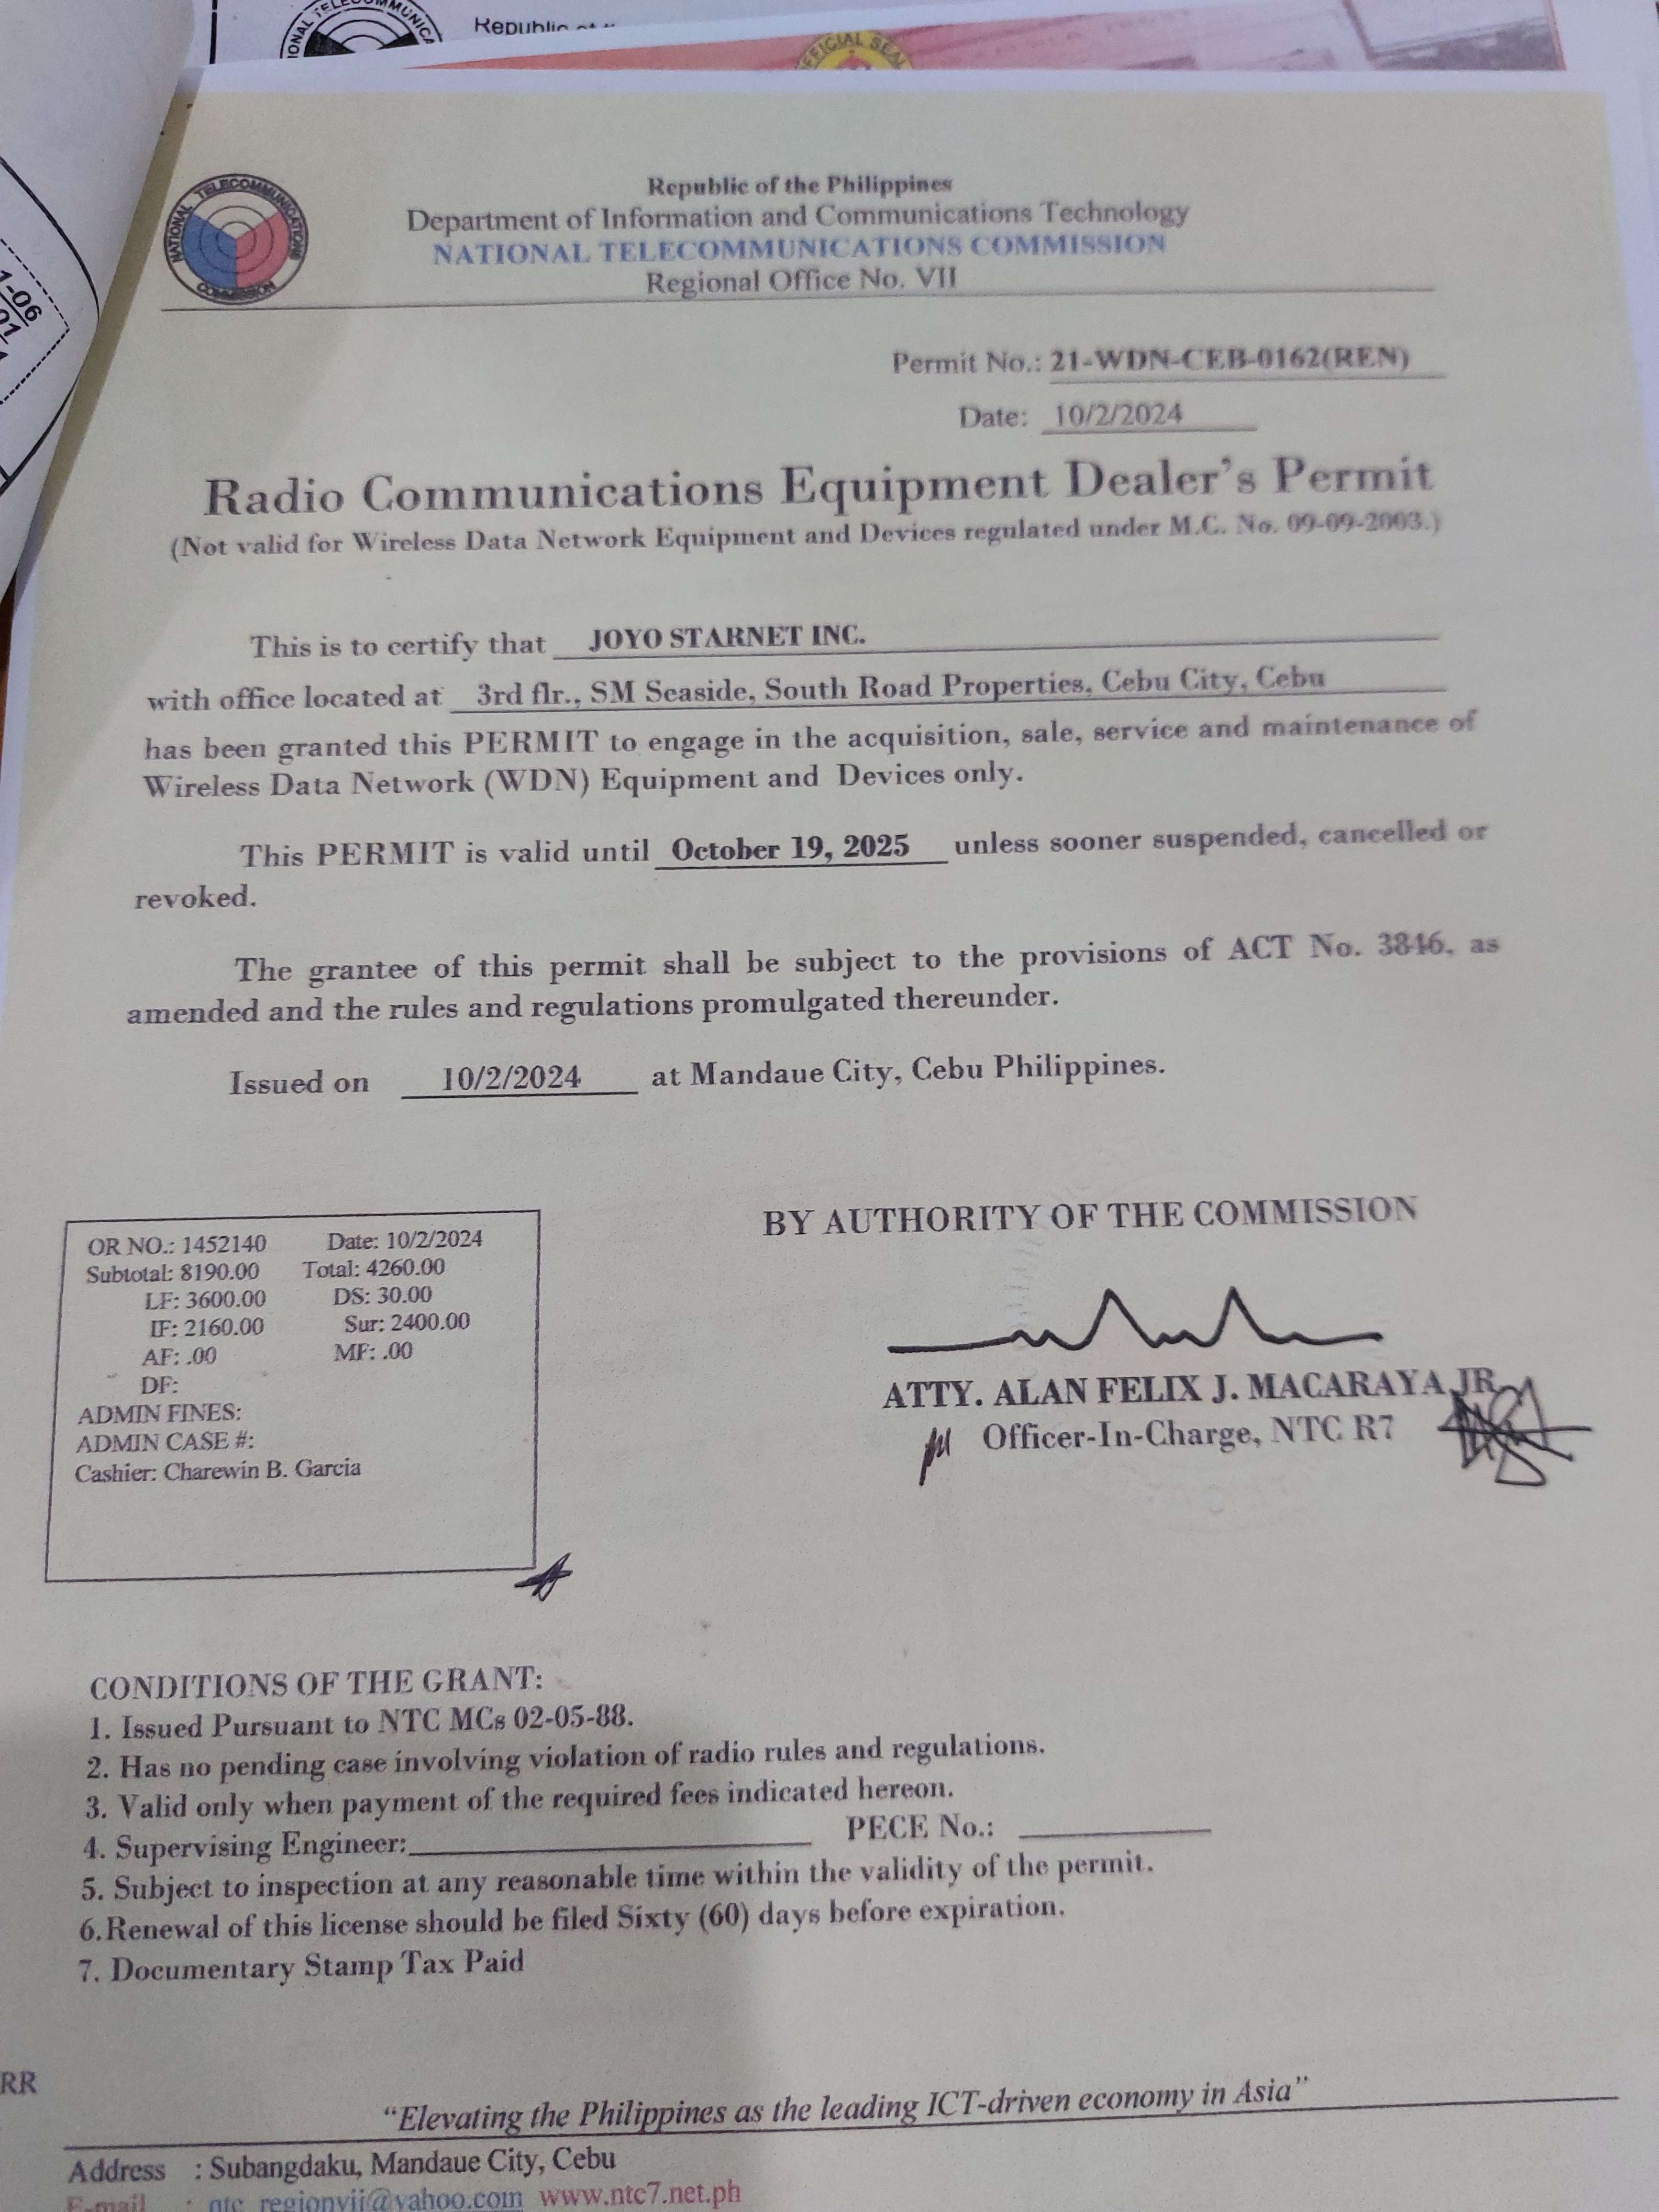 NATIONAL TELECOMMUNICA
Republic of
OFFICIAL SEAL
1-06
01
NATIONAL TELECOMMUNICATIONS COMMISSION
Republic of the Philippines
Department of Information and Communications Technology
NATIONAL TELECOMMUNICATIONS COMMISSION
Regional Office No. VII
Permit No.: 21-WDN-CEB-0162(REN)
Date: 10/2/2024
Radio Communications Equipment Dealer's Permit
(Not valid for Wireless Data Network Equipment and Devices regulated under M.C. No. 09-09-2003.)
This is to certify that JOYO STARNET INC.
with office located at 3rd flr., SM Seaside, South Road Properties, Cebu City, Cebu
has been granted this PERMIT to engage in the acquisition, sale, service and maintenance of
Wireless Data Network (WDN) Equipment and Devices only.
This PERMIT is valid until October 19, 2025 unless sooner suspended, cancelled or
revoked.
The grantee of this permit shall be subject to the provisions of ACT No. 3846, as
amended and the rules and regulations promulgated thereunder.
Issued on 10/2/2024 at Mandaue City, Cebu Philippines.
OR NO.: 1452140 Date: 10/2/2024
Subtotal: 8190.00 Total: 4260.00
LF: 3600.00 DS: 30.00
IF: 2160.00 Sur: 2400.00
AF: .00 MF: .00
DF:
ADMIN FINES:
ADMIN CASE #:
Cashier: Charewin B. Garcia
BY AUTHORITY OF THE COMMISSION
ATTY. ALAN FELIX J. MACARAYA JR.
Officer-In-Charge, NTC R7
CONDITIONS OF THE GRANT:
1. Issued Pursuant to NTC MCs 02-05-88.
2. Has no pending case involving violation of radio rules and regulations.
3. Valid only when payment of the required fees indicated hereon.
4. Supervising Engineer: PECE No.:
5. Subject to inspection at any reasonable time within the validity of the permit.
6.Renewal of this license should be filed Sixty (60) days before expiration.
7. Documentary Stamp Tax Paid
RR
"Elevating the Philippines as the leading ICT-driven economy in Asia"
Address : Subangdaku, Mandaue City, Cebu
E-mail : ntc_regionvii@yahoo.com www.ntc7.net.ph